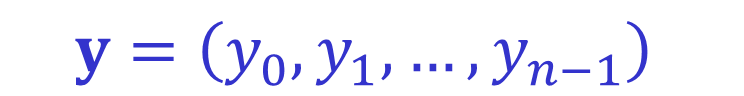 𝐲 = (𝑦₀, 𝑦₁, … , 𝑦ₙ₋₁)